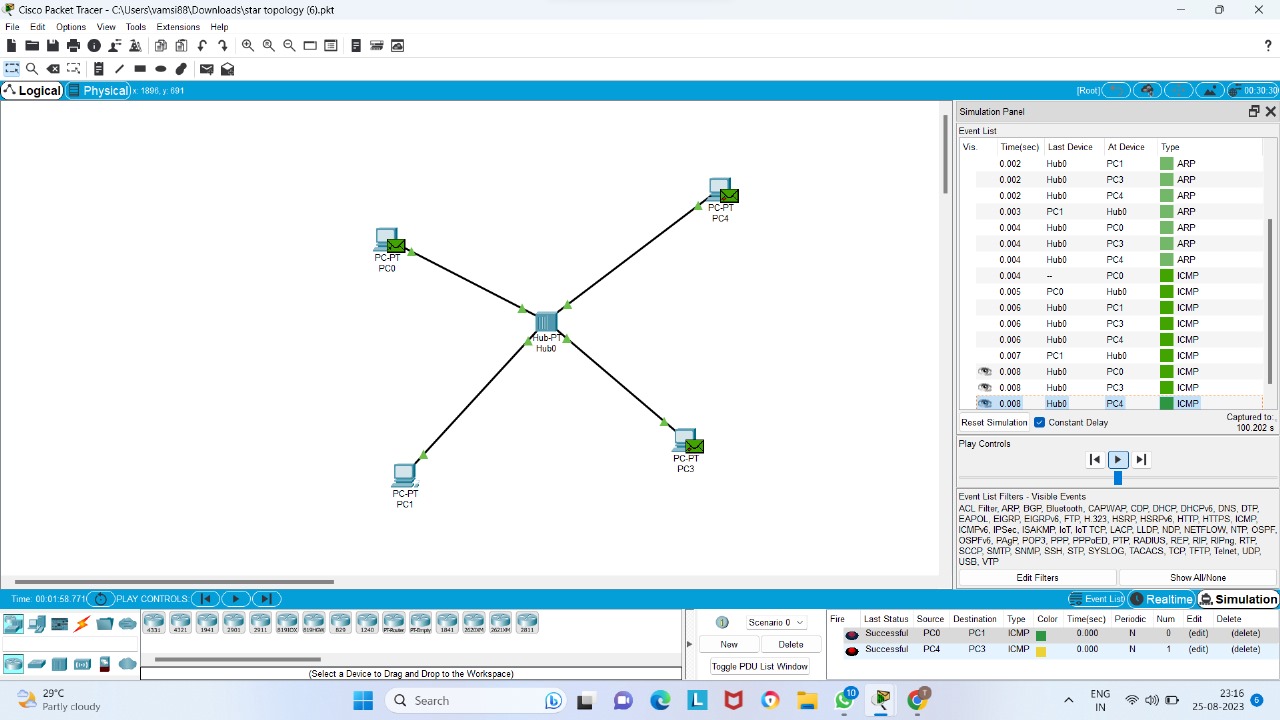 Cisco Packet Tracer - C:\Users\vamsi88\Downloads\star topology (6).pkt
File Edit Options View Tools Extensions Help
Logical Physical x: 1896, y: 691 [Root] 00:30:30
Simulation Panel
Event List
Vis. Time(sec) Last Device At Device Type
0.002 Hub0 PC1 ARP
0.002 Hub0 PC3 ARP
0.002 Hub0 PC4 ARP
0.003 PC1 Hub0 ARP
0.004 Hub0 PC0 ARP
0.004 Hub0 PC3 ARP
0.004 Hub0 PC4 ARP
0.004 -- PC0 ICMP
0.005 PC0 Hub0 ICMP
0.006 Hub0 PC1 ICMP
0.006 Hub0 PC3 ICMP
0.006 Hub0 PC4 ICMP
0.007 PC1 Hub0 ICMP
0.008 Hub0 PC0 ICMP
0.008 Hub0 PC3 ICMP
0.008 Hub0 PC4 ICMP
Reset Simulation Constant Delay Captured to:
100.202 s
Play Controls
Event List Filters - Visible Events
ACL Filter, ARP, BGP, Bluetooth, CAPWAP, CDP, DHCP, DHCPv6, DNS, DTP,
EAPOL, EIGRP, EIGRPv6, FTP, H.323, HSRP, HSRPv6, HTTP, HTTPS, ICMP,
ICMPv6, IPSec, ISAKMP, IoT, IoT TCP, LACP, LLDP, NDP, NETFLOW, NTP, OSPF,
OSPFv6, PAgP, POP3, PPP, PPPoED, PTP, RADIUS, REP, RIP, RIPng, RTP,
SCCP, SMTP, SNMP, SSH, STP, SYSLOG, TACACS, TCP, TFTP, Telnet, UDP,
USB, VTP
Edit Filters Show All/None
PC-PT
PC4
PC-PT
PC0
Hub-PT
Hub0
PC-PT
PC3
PC-PT
PC1
Time: 00:01:58.771 PLAY CONTROLS: Event List Realtime Simulation
4331 4321 1941 2901 2911 819IOX 819HGW 829 1240 PT-Router PT-Empty 1841 2620XM 2621XM 2811
(Select a Device to Drag and Drop to the Workspace)
Scenario 0
New Delete
Toggle PDU List Window
Fire Last Status Source Destination Type Color Time(sec) Periodic Num Edit Delete
Successful PC0 PC1 ICMP 0.000 N 0 (edit) (delete)
Successful PC4 PC3 ICMP 0.000 N 1 (edit) (delete)
29°C
Partly cloudy
Search
10
T
ENG
IN
23:16
25-08-2023
6